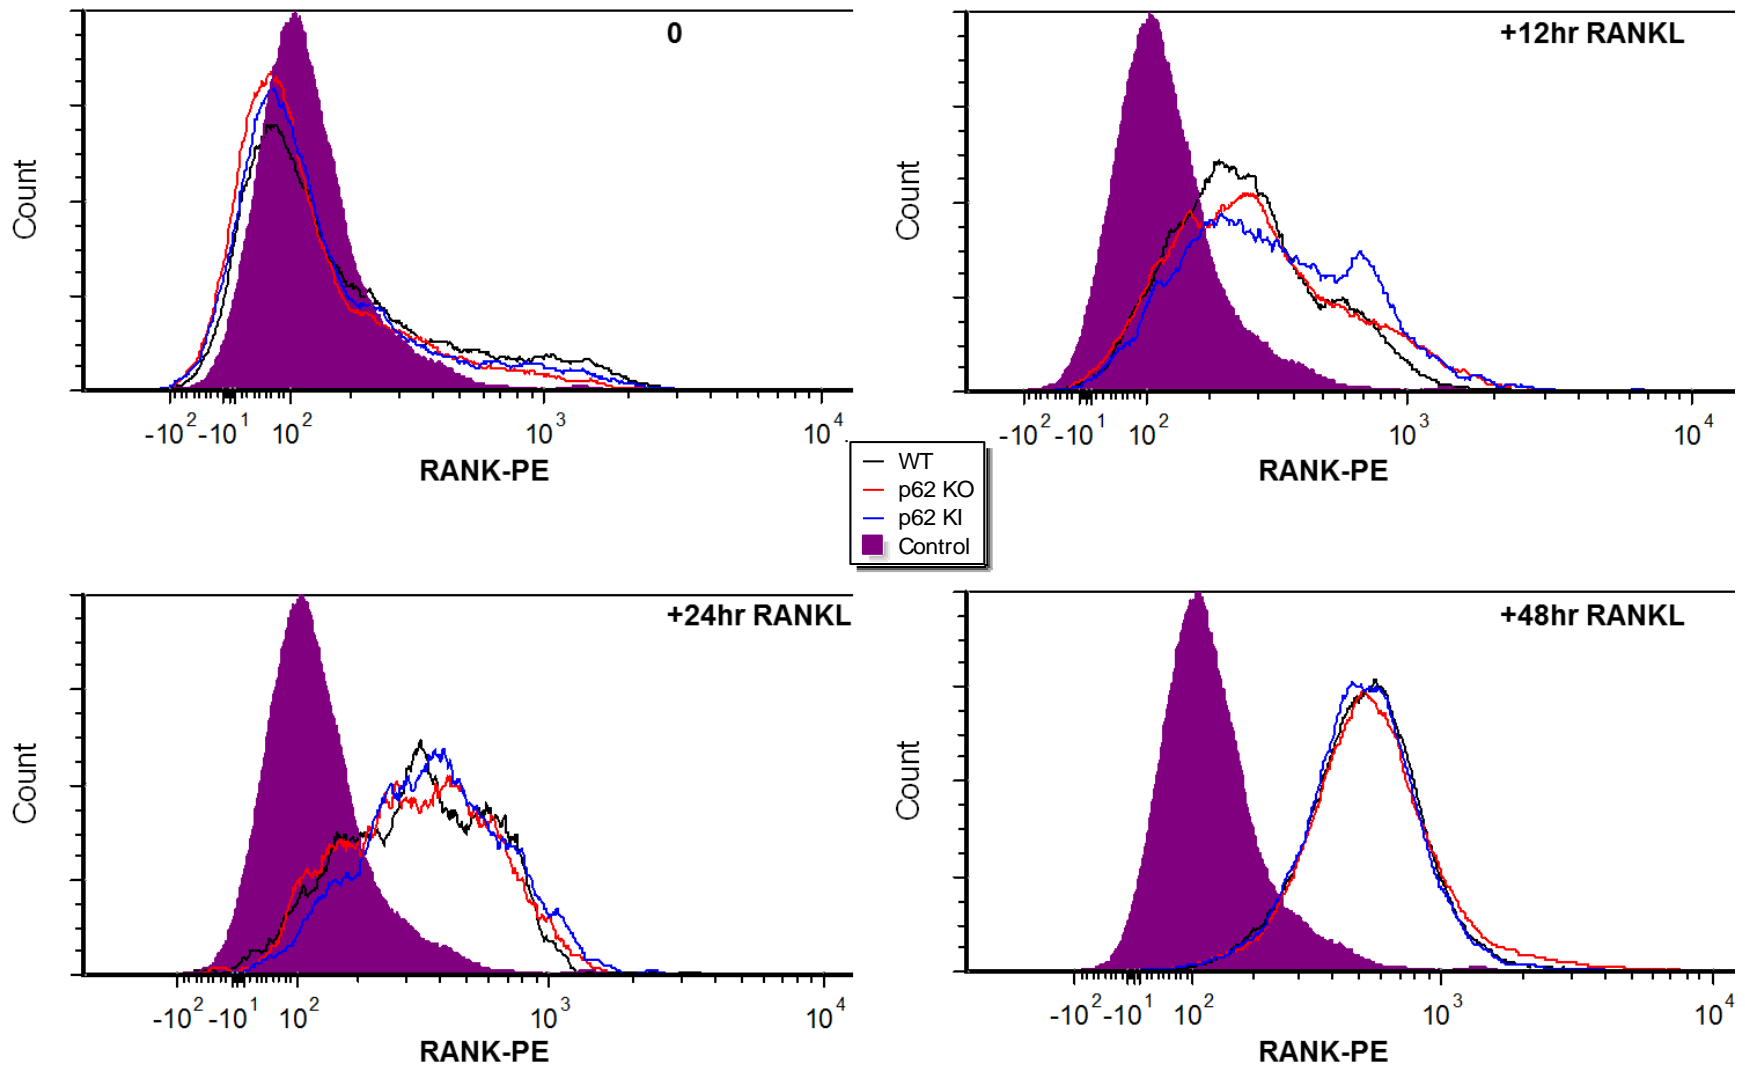 0
Count
-10² -10¹ 10² 10³ 10⁴
RANK-PE
+12hr RANKL
Count
-10² -10¹ 10² 10³ 10⁴
RANK-PE
WT
p62 KO
p62 KI
Control
+24hr RANKL
Count
-10² -10¹ 10² 10³ 10⁴
RANK-PE
+48hr RANKL
Count
-10² -10¹ 10² 10³ 10⁴
RANK-PE